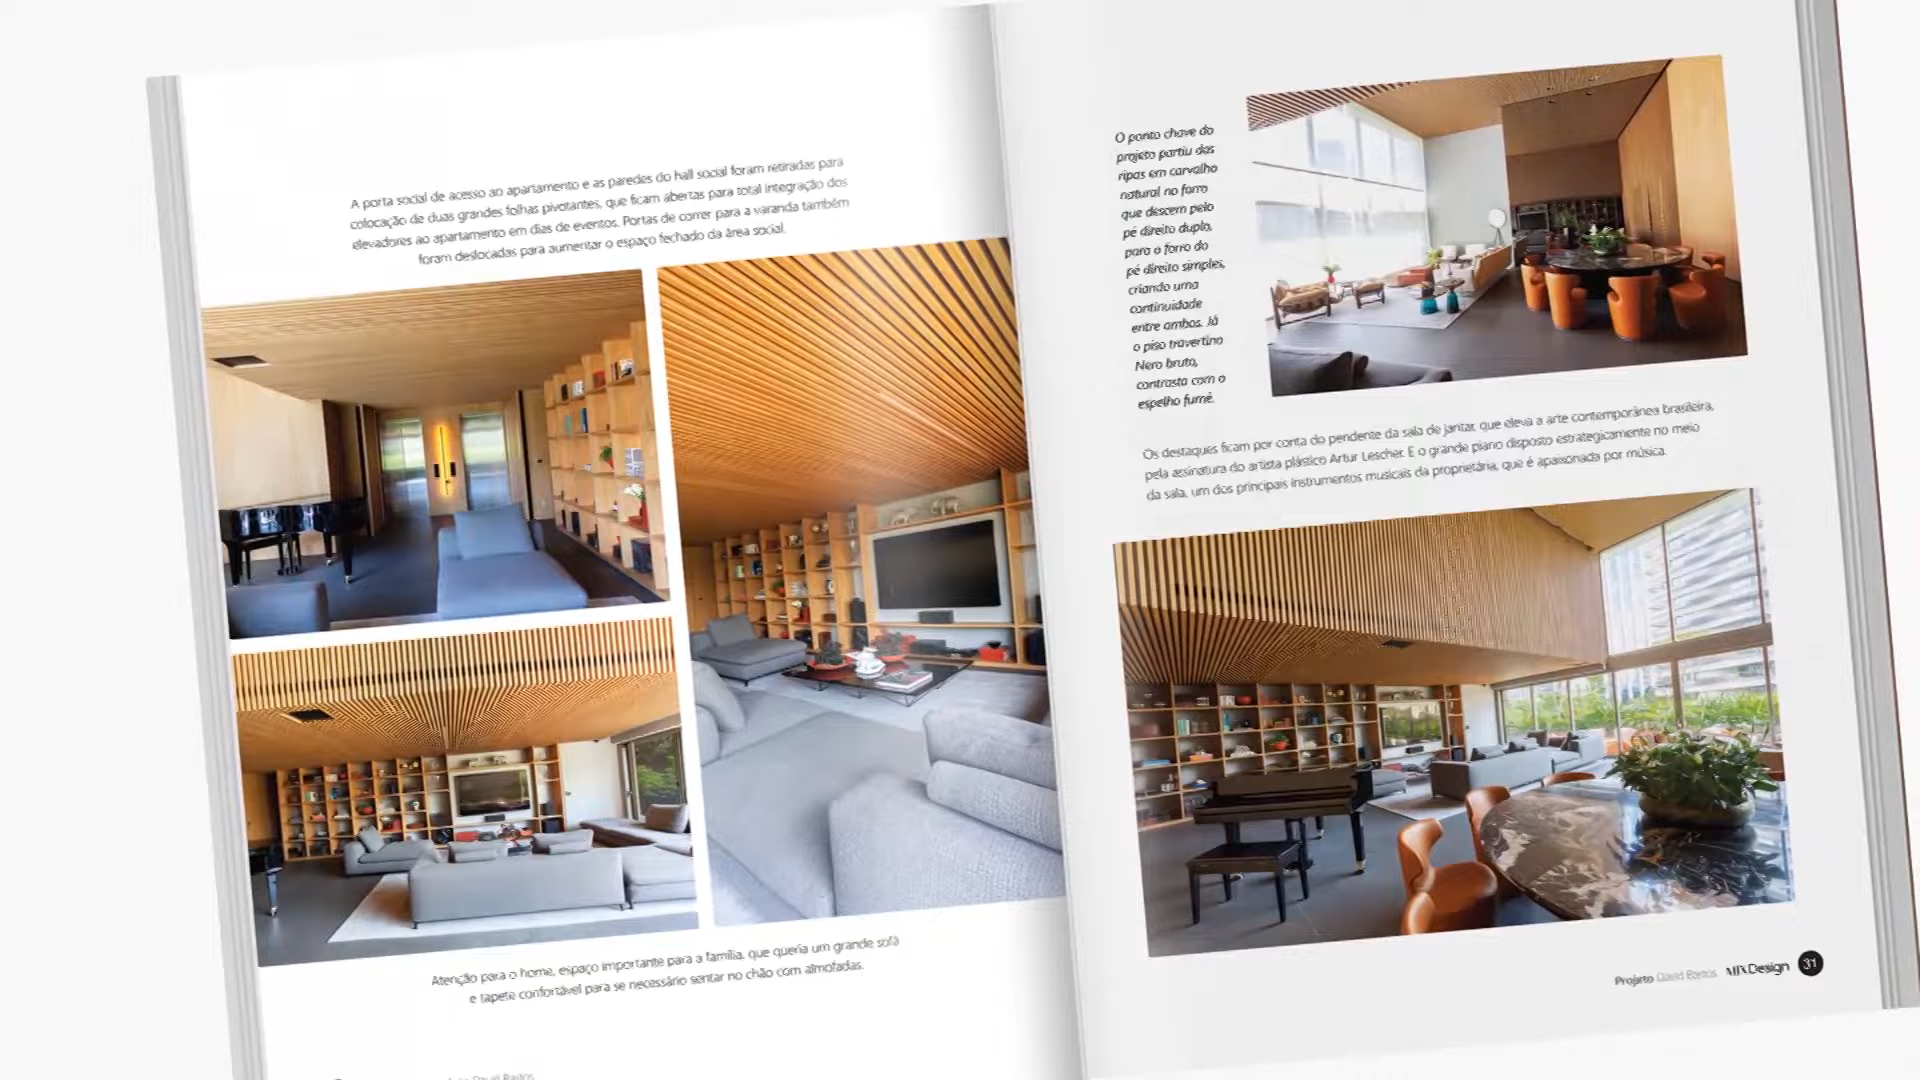 A porta social de acesso ao apartamento e as paredes do hall social foram retiradas para
colocação de duas grandes folhas pivotantes, que ficam abertas para total integração dos
elevadores ao apartamento em dias de eventos. Portas de correr para a varanda também
foram deslocadas para aumentar o espaço fechado da área social.
Atenção para o home, espaço importante para a família, que queria um grande sofá
e tapete confortável para se necessário sentar no chão com almofadas.
David Bastos
O ponto chave do
projeto partiu das
ripas em carvalho
natural no forro
que descem pelo
pé direito duplo,
para o forro do
pé direito simples,
criando uma
continuidade
entre ambos. Já
o piso travertino
Nero bruto,
contrasta com o
espelho fumê.
Os destaques ficam por conta do pendente da sala de jantar, que eleva a arte contemporânea brasileira,
pela assinatura do artista plástico Artur Lescher. E o grande piano disposto estrategicamente no meio
da sala, um dos principais instrumentos musicais da proprietária, que é apaixonada por música.
Projeto David Bastos MIXDesign 31